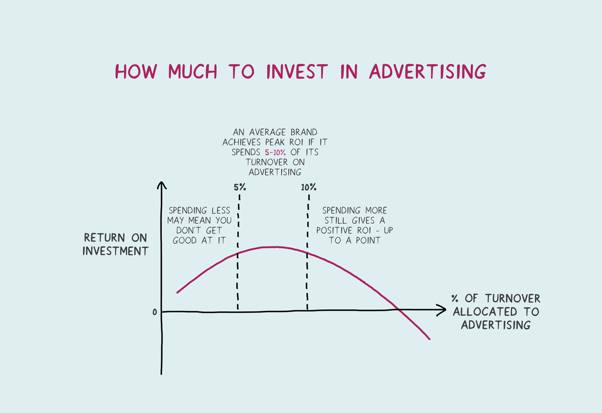 HOW MUCH TO INVEST IN ADVERTISING
AN AVERAGE BRAND
ACHIEVES PEAK ROI IF IT
SPENDS 5-10% OF ITS
TURNOVER ON
ADVERTISING
5%
10%
SPENDING LESS
MAY MEAN YOU
DON'T GET
GOOD AT IT
SPENDING MORE
STILL GIVES A
POSITIVE ROI - UP
TO A POINT
RETURN ON
INVESTMENT
0
% OF TURNOVER
ALLOCATED TO
ADVERTISING